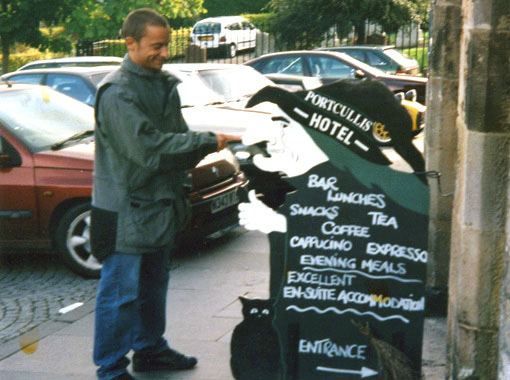 PORTCULLIS
HOTEL
BAR
LUNCHES
SNACKS TEA
COFFEE
CAPPUCINO EXPRESSO
EVENING MEALS
EXCELLENT
EN-SUITE ACCOMMODATION
ENTRANCE